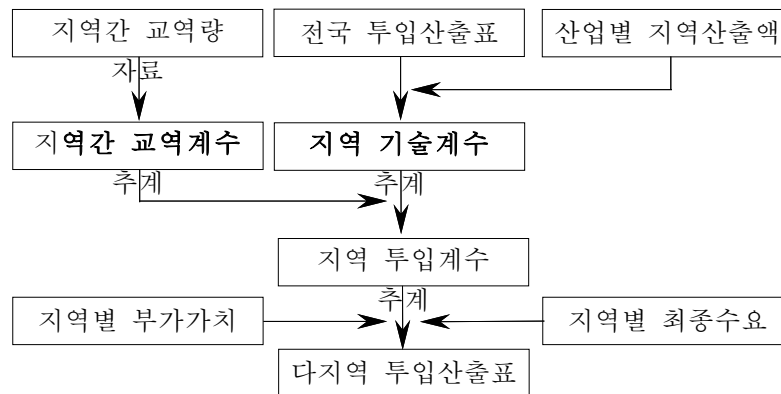 지역간 교역량
전국 투입산출표
산업별 지역산출액
자료
지역간 교역계수
지역 기술계수
추계
추계
지역 투입계수
추계
지역별 부가가치
지역별 최종수요
다지역 투입산출표